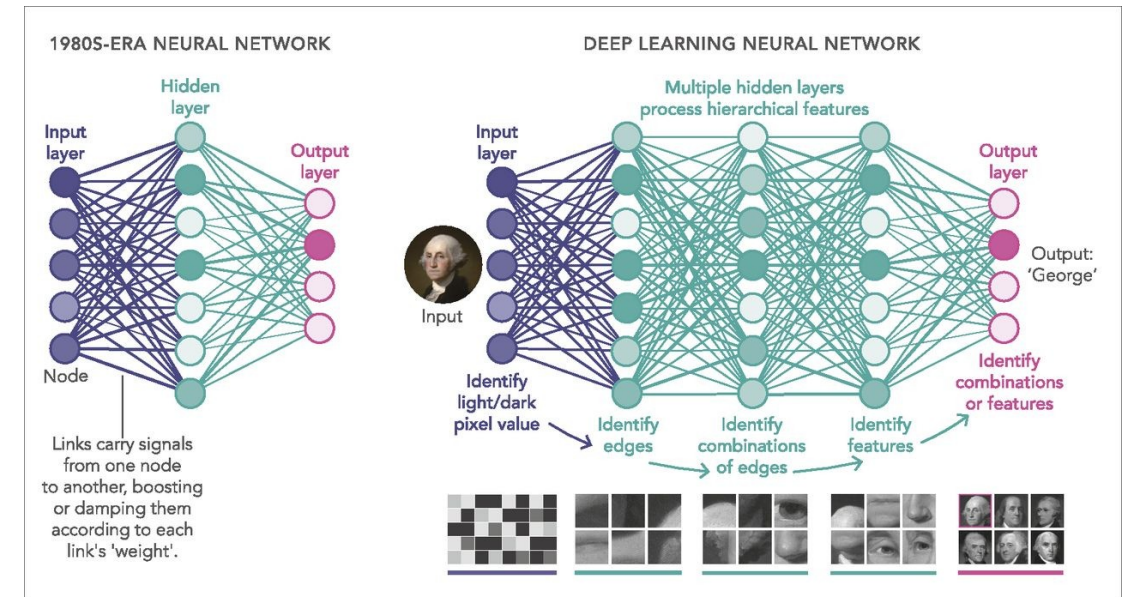 1980S-ERA NEURAL NETWORK
Hidden
layer
Input
layer
Output
layer
Node
Links carry signals
from one node
to another, boosting
or damping them
according to each
link's 'weight'.
DEEP LEARNING NEURAL NETWORK
Multiple hidden layers
process hierarchical features
Input
layer
Output
layer
Input
Output:
‘George‘
Identify
light/dark
pixel value
Identify
edges
Identify
combinations
of edges
Identify
features
Identify
combinations
or features